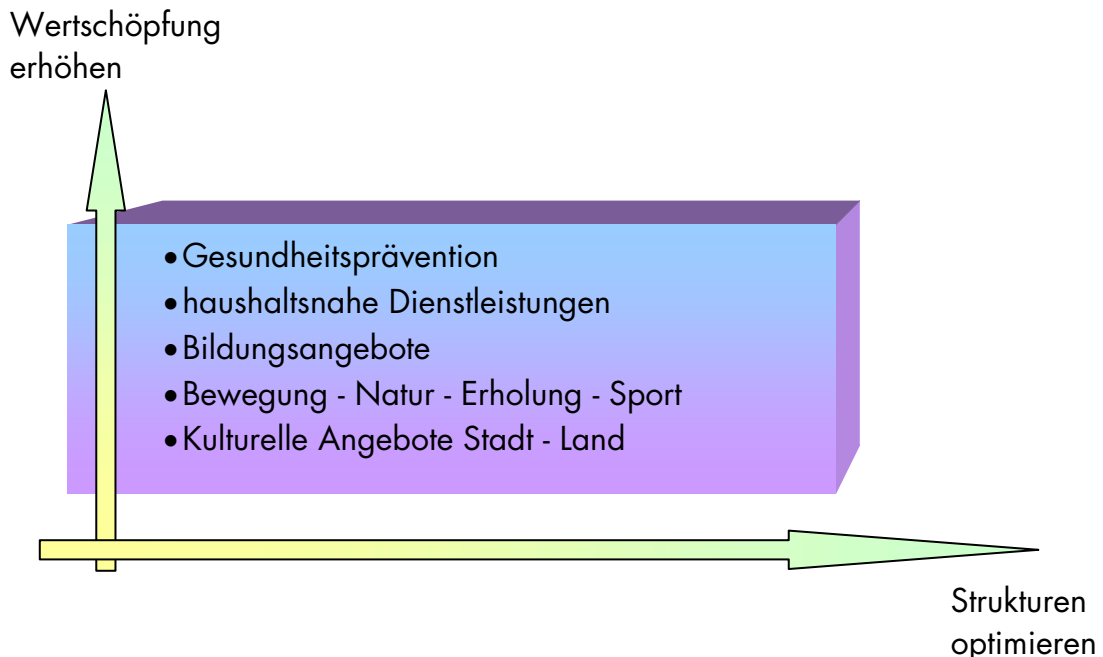 Wertschöpfung
erhöhen
• Gesundheitsprävention
• haushaltsnahe Dienstleistungen
• Bildungsangebote
• Bewegung - Natur - Erholung - Sport
• Kulturelle Angebote Stadt - Land
Strukturen
optimieren